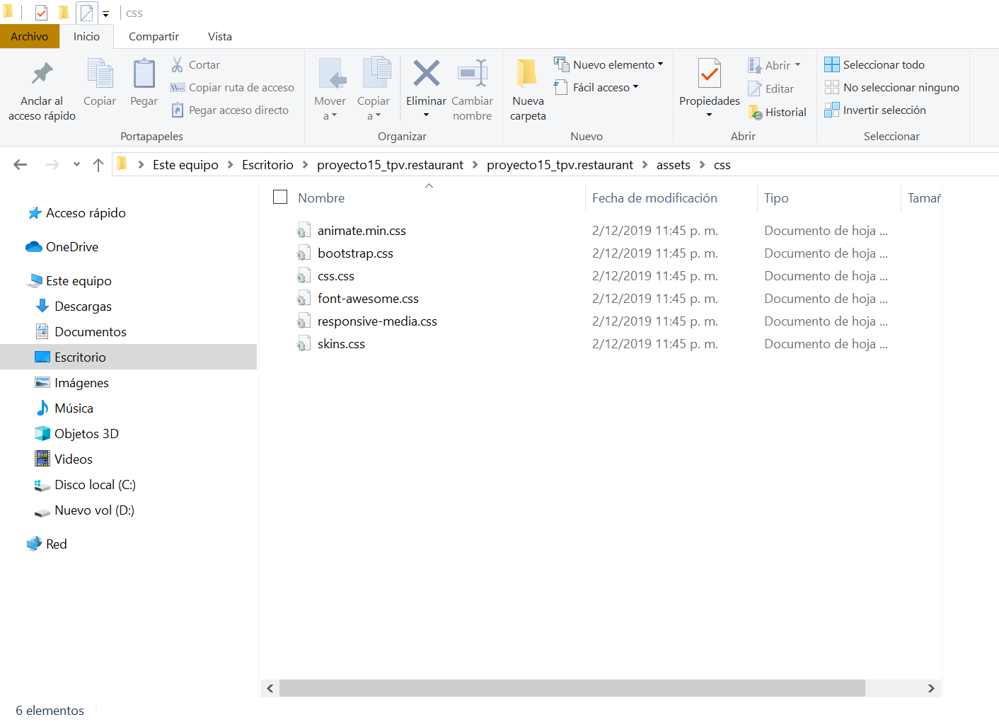 css
Archivo Inicio Compartir Vista
Anclar al
acceso rápido
Copiar
Pegar
Cortar
Copiar ruta de acceso
Pegar acceso directo
Portapapeles
Mover
a
Copiar
a
Eliminar
Cambiar
nombre
Organizar
Nueva
carpeta
Nuevo elemento
Fácil acceso
Nuevo
Propiedades
Abrir
Editar
Historial
Abrir
Seleccionar todo
No seleccionar ninguno
Invertir selección
Seleccionar
Este equipo > Escritorio > proyecto15_tpv.restaurant > proyecto15_tpv.restaurant > assets > css
Acceso rápido
OneDrive
Este equipo
Descargas
Documentos
Escritorio
Imágenes
Música
Objetos 3D
Videos
Disco local (C:)
Nuevo vol (D:)
Red
Nombre Fecha de modificación Tipo Tamañ
animate.min.css 2/12/2019 11:45 p. m. Documento de hoja ...
bootstrap.css 2/12/2019 11:45 p. m. Documento de hoja ...
css.css 2/12/2019 11:45 p. m. Documento de hoja ...
font-awesome.css 2/12/2019 11:45 p. m. Documento de hoja ...
responsive-media.css 2/12/2019 11:45 p. m. Documento de hoja ...
skins.css 2/12/2019 11:45 p. m. Documento de hoja ...
6 elementos